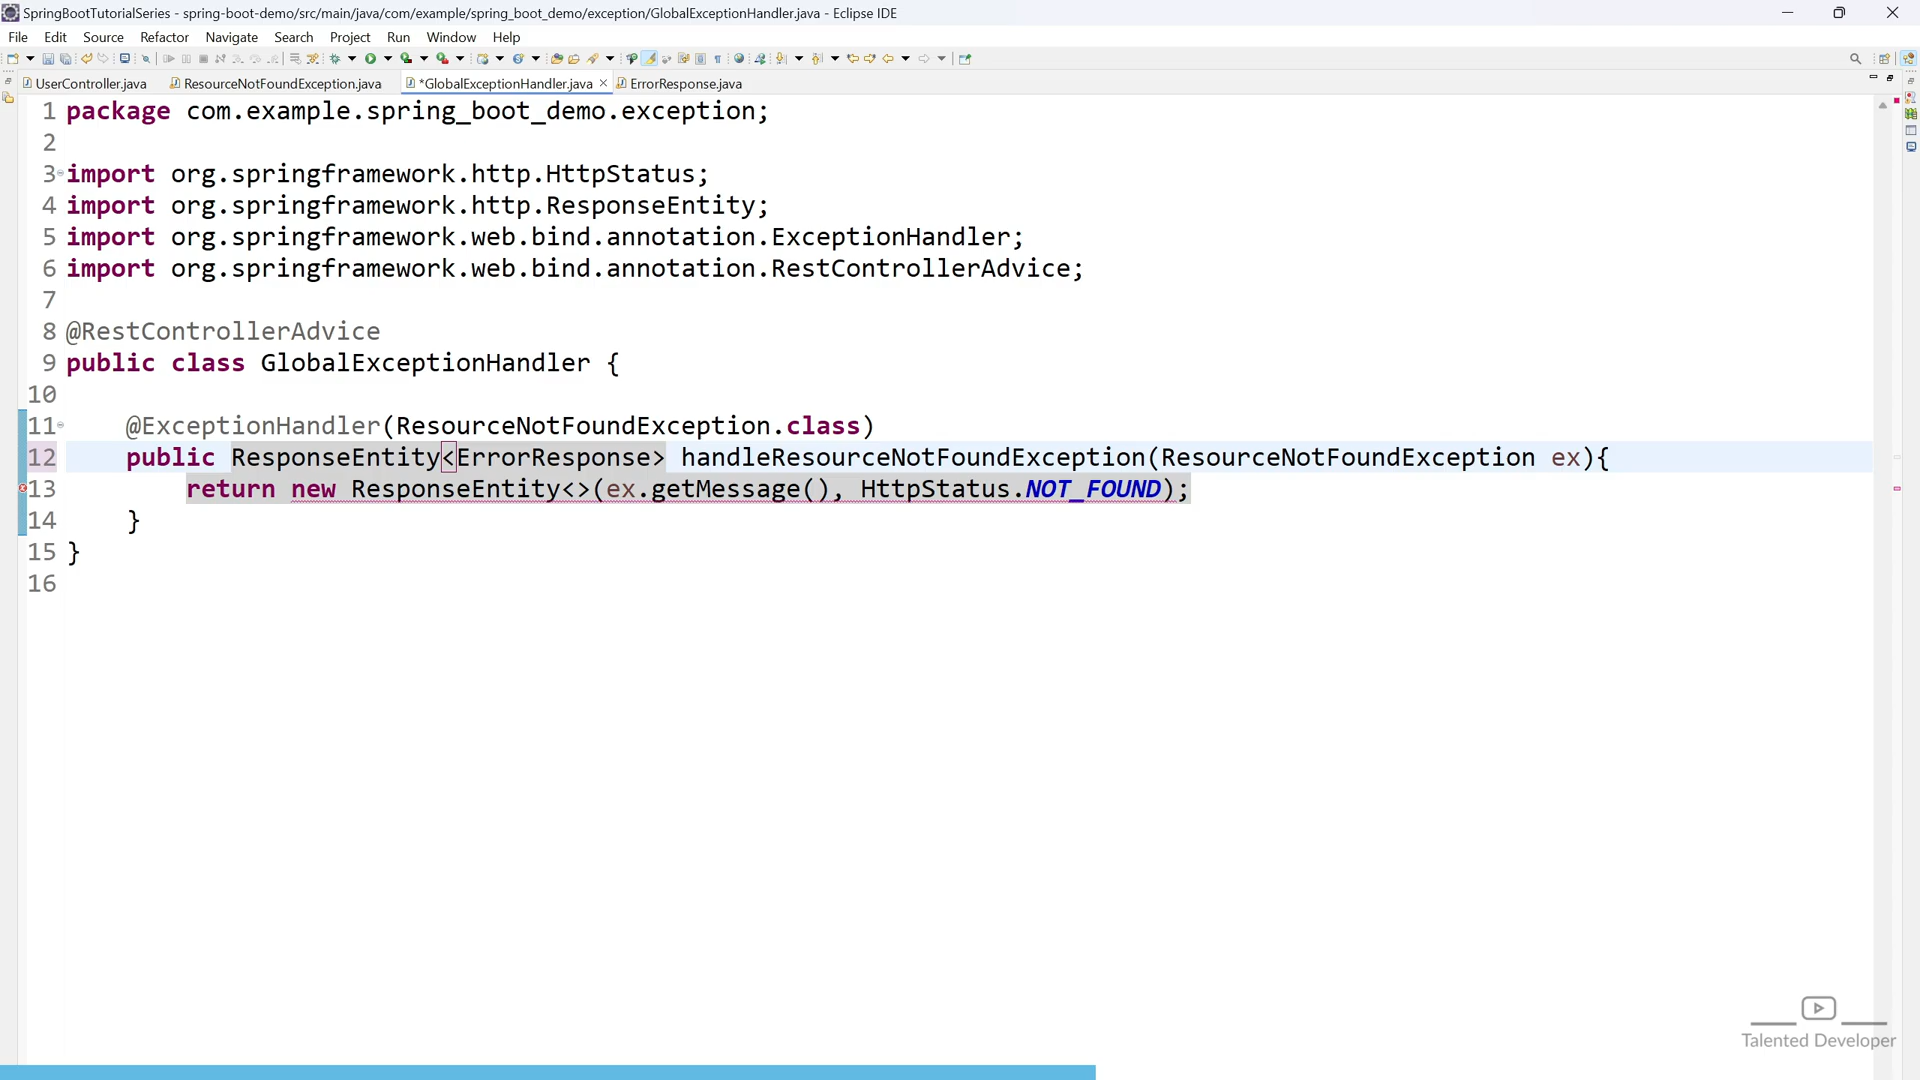 SpringBootTutorialSeries - spring-boot-demo/src/main/java/com/example/spring_boot_demo/exception/GlobalExceptionHandler.java - Eclipse IDE
File Edit Source Refactor Navigate Search Project Run Window Help
UserController.java ResourceNotFoundException.java *GlobalExceptionHandler.java ErrorResponse.java
1 package com.example.spring_boot_demo.exception;
2
3 import org.springframework.http.HttpStatus;
4 import org.springframework.http.ResponseEntity;
5 import org.springframework.web.bind.annotation.ExceptionHandler;
6 import org.springframework.web.bind.annotation.RestControllerAdvice;
7
8 @RestControllerAdvice
9 public class GlobalExceptionHandler {
10
11 @ExceptionHandler(ResourceNotFoundException.class)
12 public ResponseEntity<ErrorResponse> handleResourceNotFoundException(ResourceNotFoundException ex){
13 return new ResponseEntity<>(ex.getMessage(), HttpStatus.NOT_FOUND);
14 }
15 }
16
Talented Developer